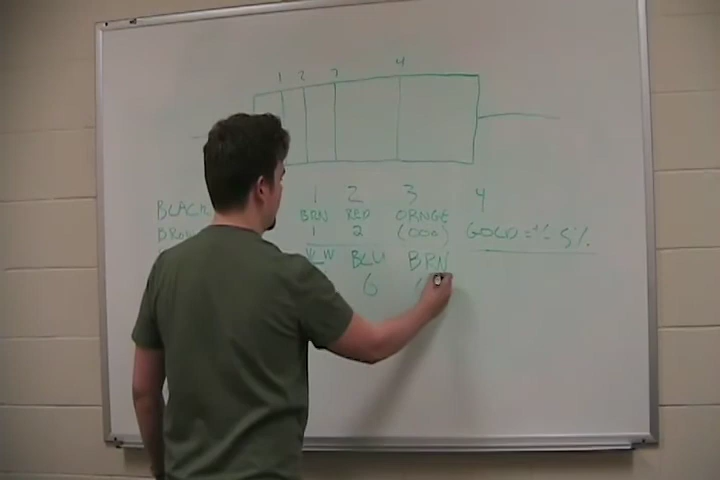 1 2 3 4
1 2 3 4
BLACK BRN RED ORNGE
1 2 (000) GOLD = +- 5%
YLW BLU BRN
6